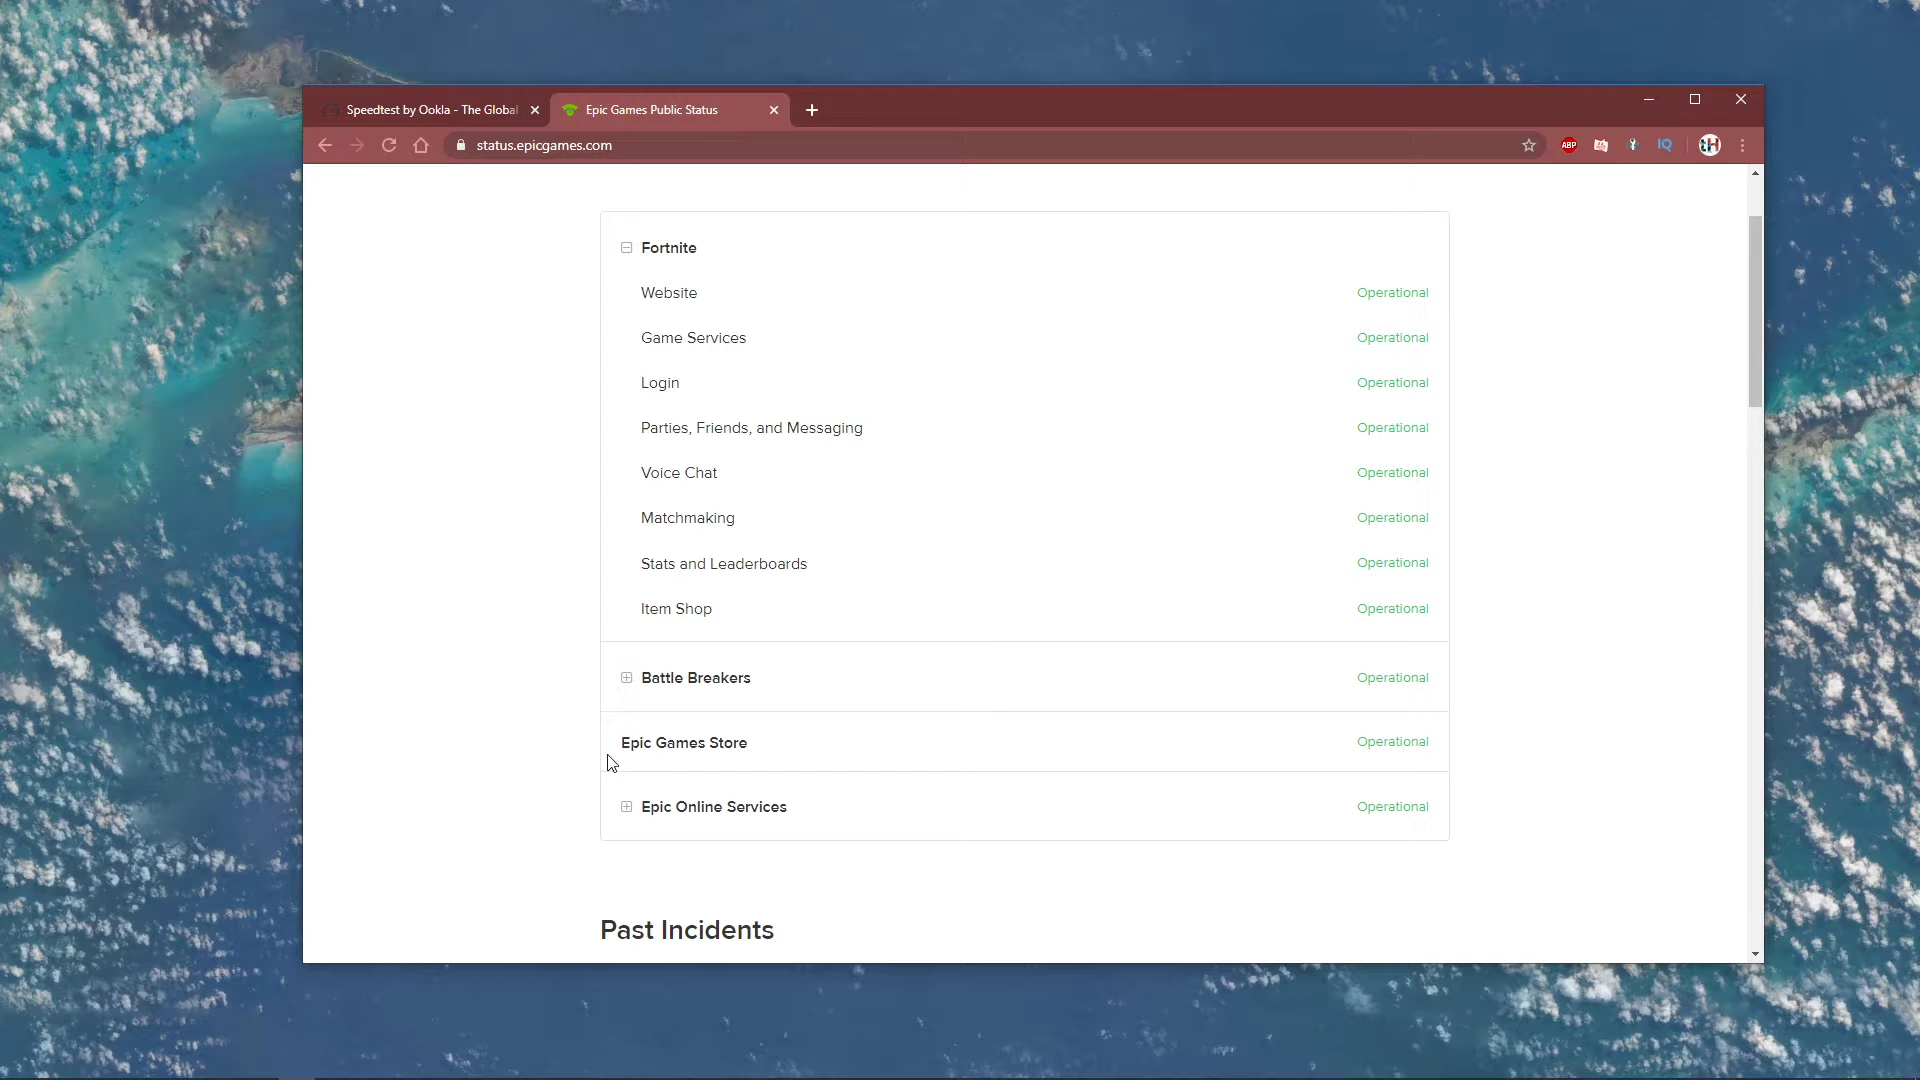 Speedtest by Ookla - The Global
Epic Games Public Status
status.epicgames.com
ABP
IQ
Fortnite
Website Operational
Game Services Operational
Login Operational
Parties, Friends, and Messaging Operational
Voice Chat Operational
Matchmaking Operational
Stats and Leaderboards Operational
Item Shop Operational
Battle Breakers Operational
Epic Games Store Operational
Epic Online Services Operational
Past Incidents